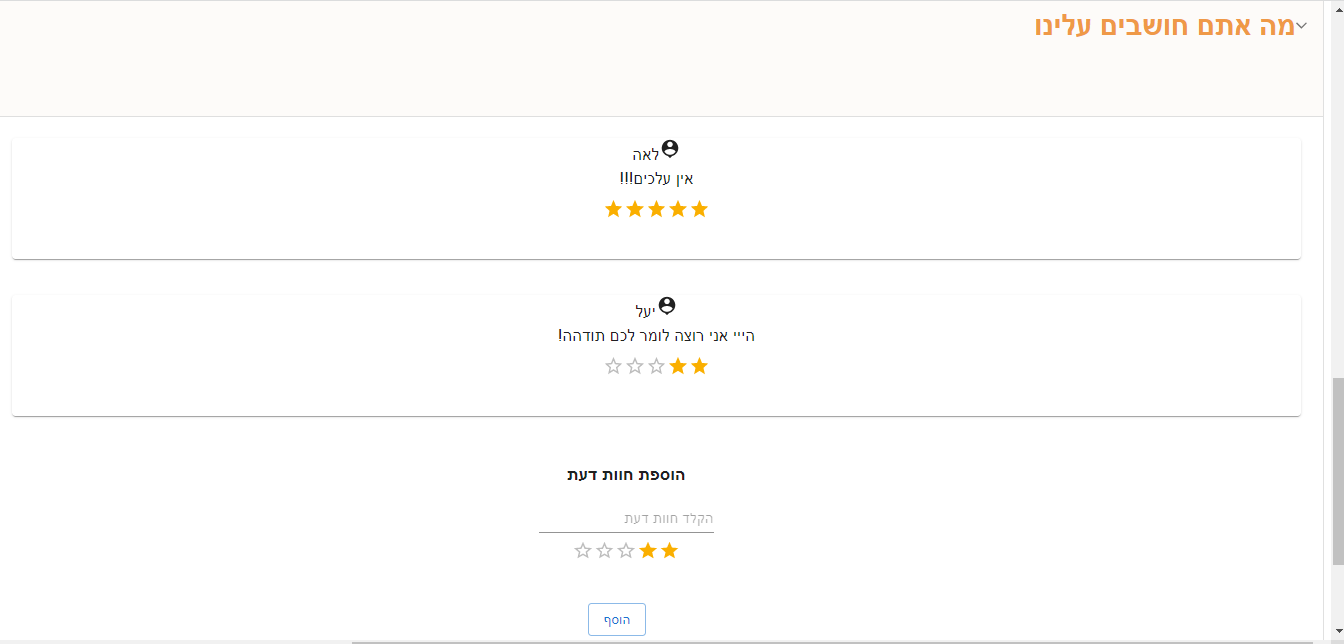 מה אתם חושבים עלינו
לאה
אין עלכים!!!
יעל
הייי אני רוצה לומר לכם תודהה!
הוספת חוות דעת
הקלד חוות דעת
הוסף